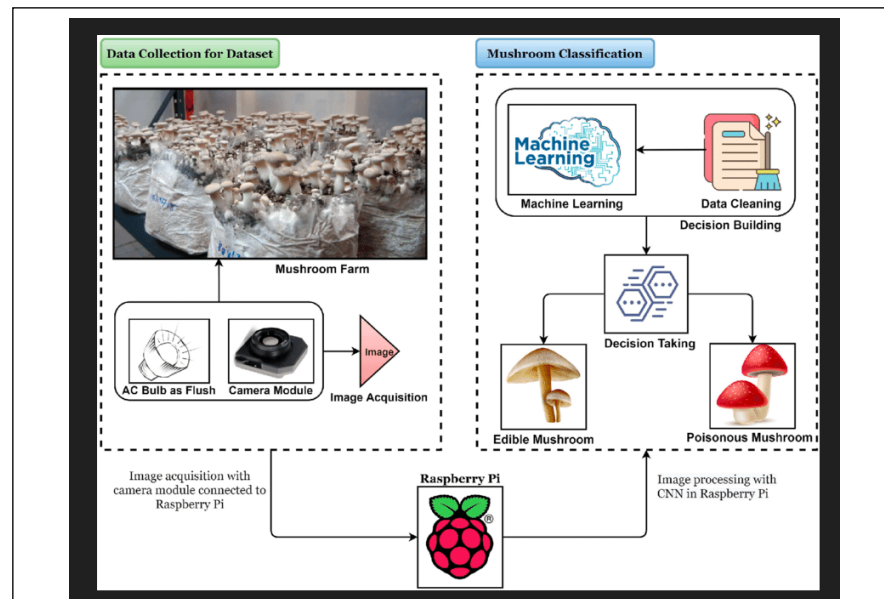 Data Collection for Dataset
Mushroom Classification
Mushroom Farm
AC Bulb as Flush
Camera Module
Image
Image Acquisition
Machine
Learning
Machine Learning
Data Cleaning
Decision Building
Decision Taking
Edible Mushroom
Poisonous Mushroom
Image acquisition with
camera module connected to
Raspberry Pi
Raspberry Pi
®
Image processing with
CNN in Raspberry Pi